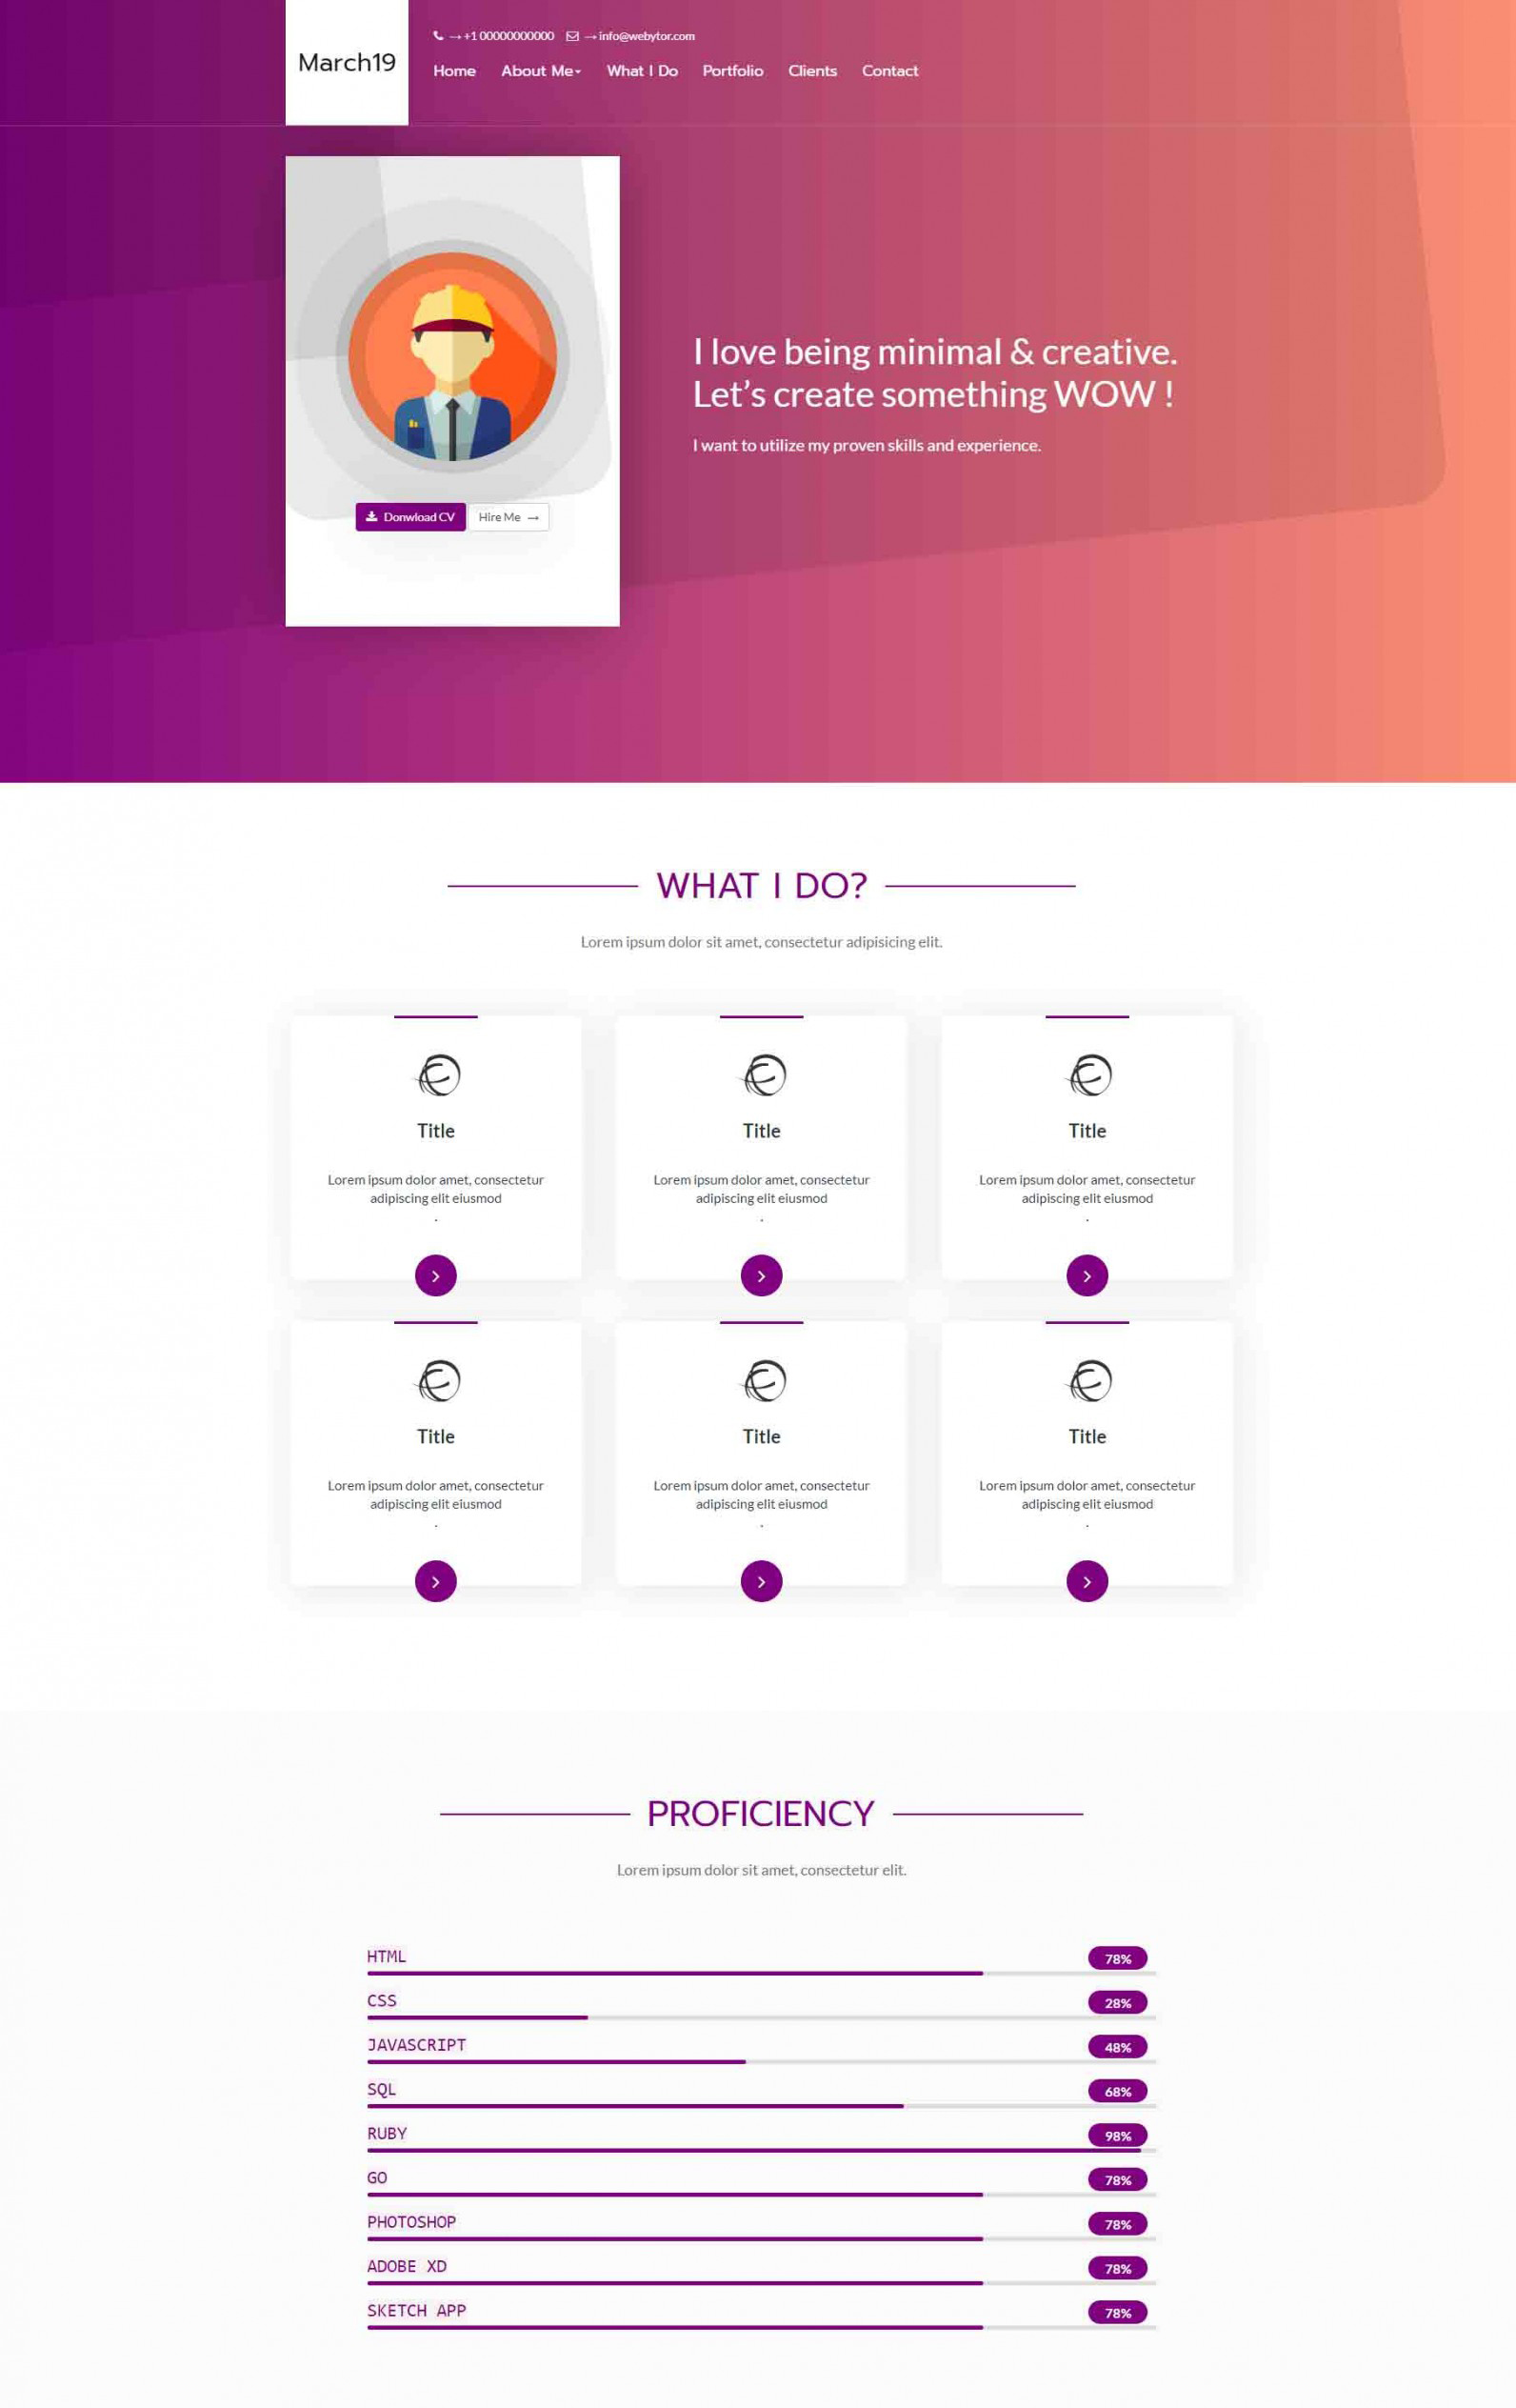 March19
→ +1 00000000000 → info@webytor.com
Home About Me What I Do Portfolio Clients Contact
I love being minimal & creative.
Let’s create something WOW !
I want to utilize my proven skills and experience.
Donwload CV Hire Me →
WHAT I DO?
Lorem ipsum dolor sit amet, consectetur adipisicing elit.
Title Title Title
Lorem ipsum dolor amet, consectetur Lorem ipsum dolor amet, consectetur Lorem ipsum dolor amet, consectetur
adipiscing elit eiusmod adipiscing elit eiusmod adipiscing elit eiusmod
. . .
Title Title Title
Lorem ipsum dolor amet, consectetur Lorem ipsum dolor amet, consectetur Lorem ipsum dolor amet, consectetur
adipiscing elit eiusmod adipiscing elit eiusmod adipiscing elit eiusmod
. . .
PROFICIENCY
Lorem ipsum dolor sit amet, consectetur elit.
HTML 78%
CSS 28%
JAVASCRIPT 48%
SQL 68%
RUBY 98%
GO 78%
PHOTOSHOP 78%
ADOBE XD 78%
SKETCH APP 78%